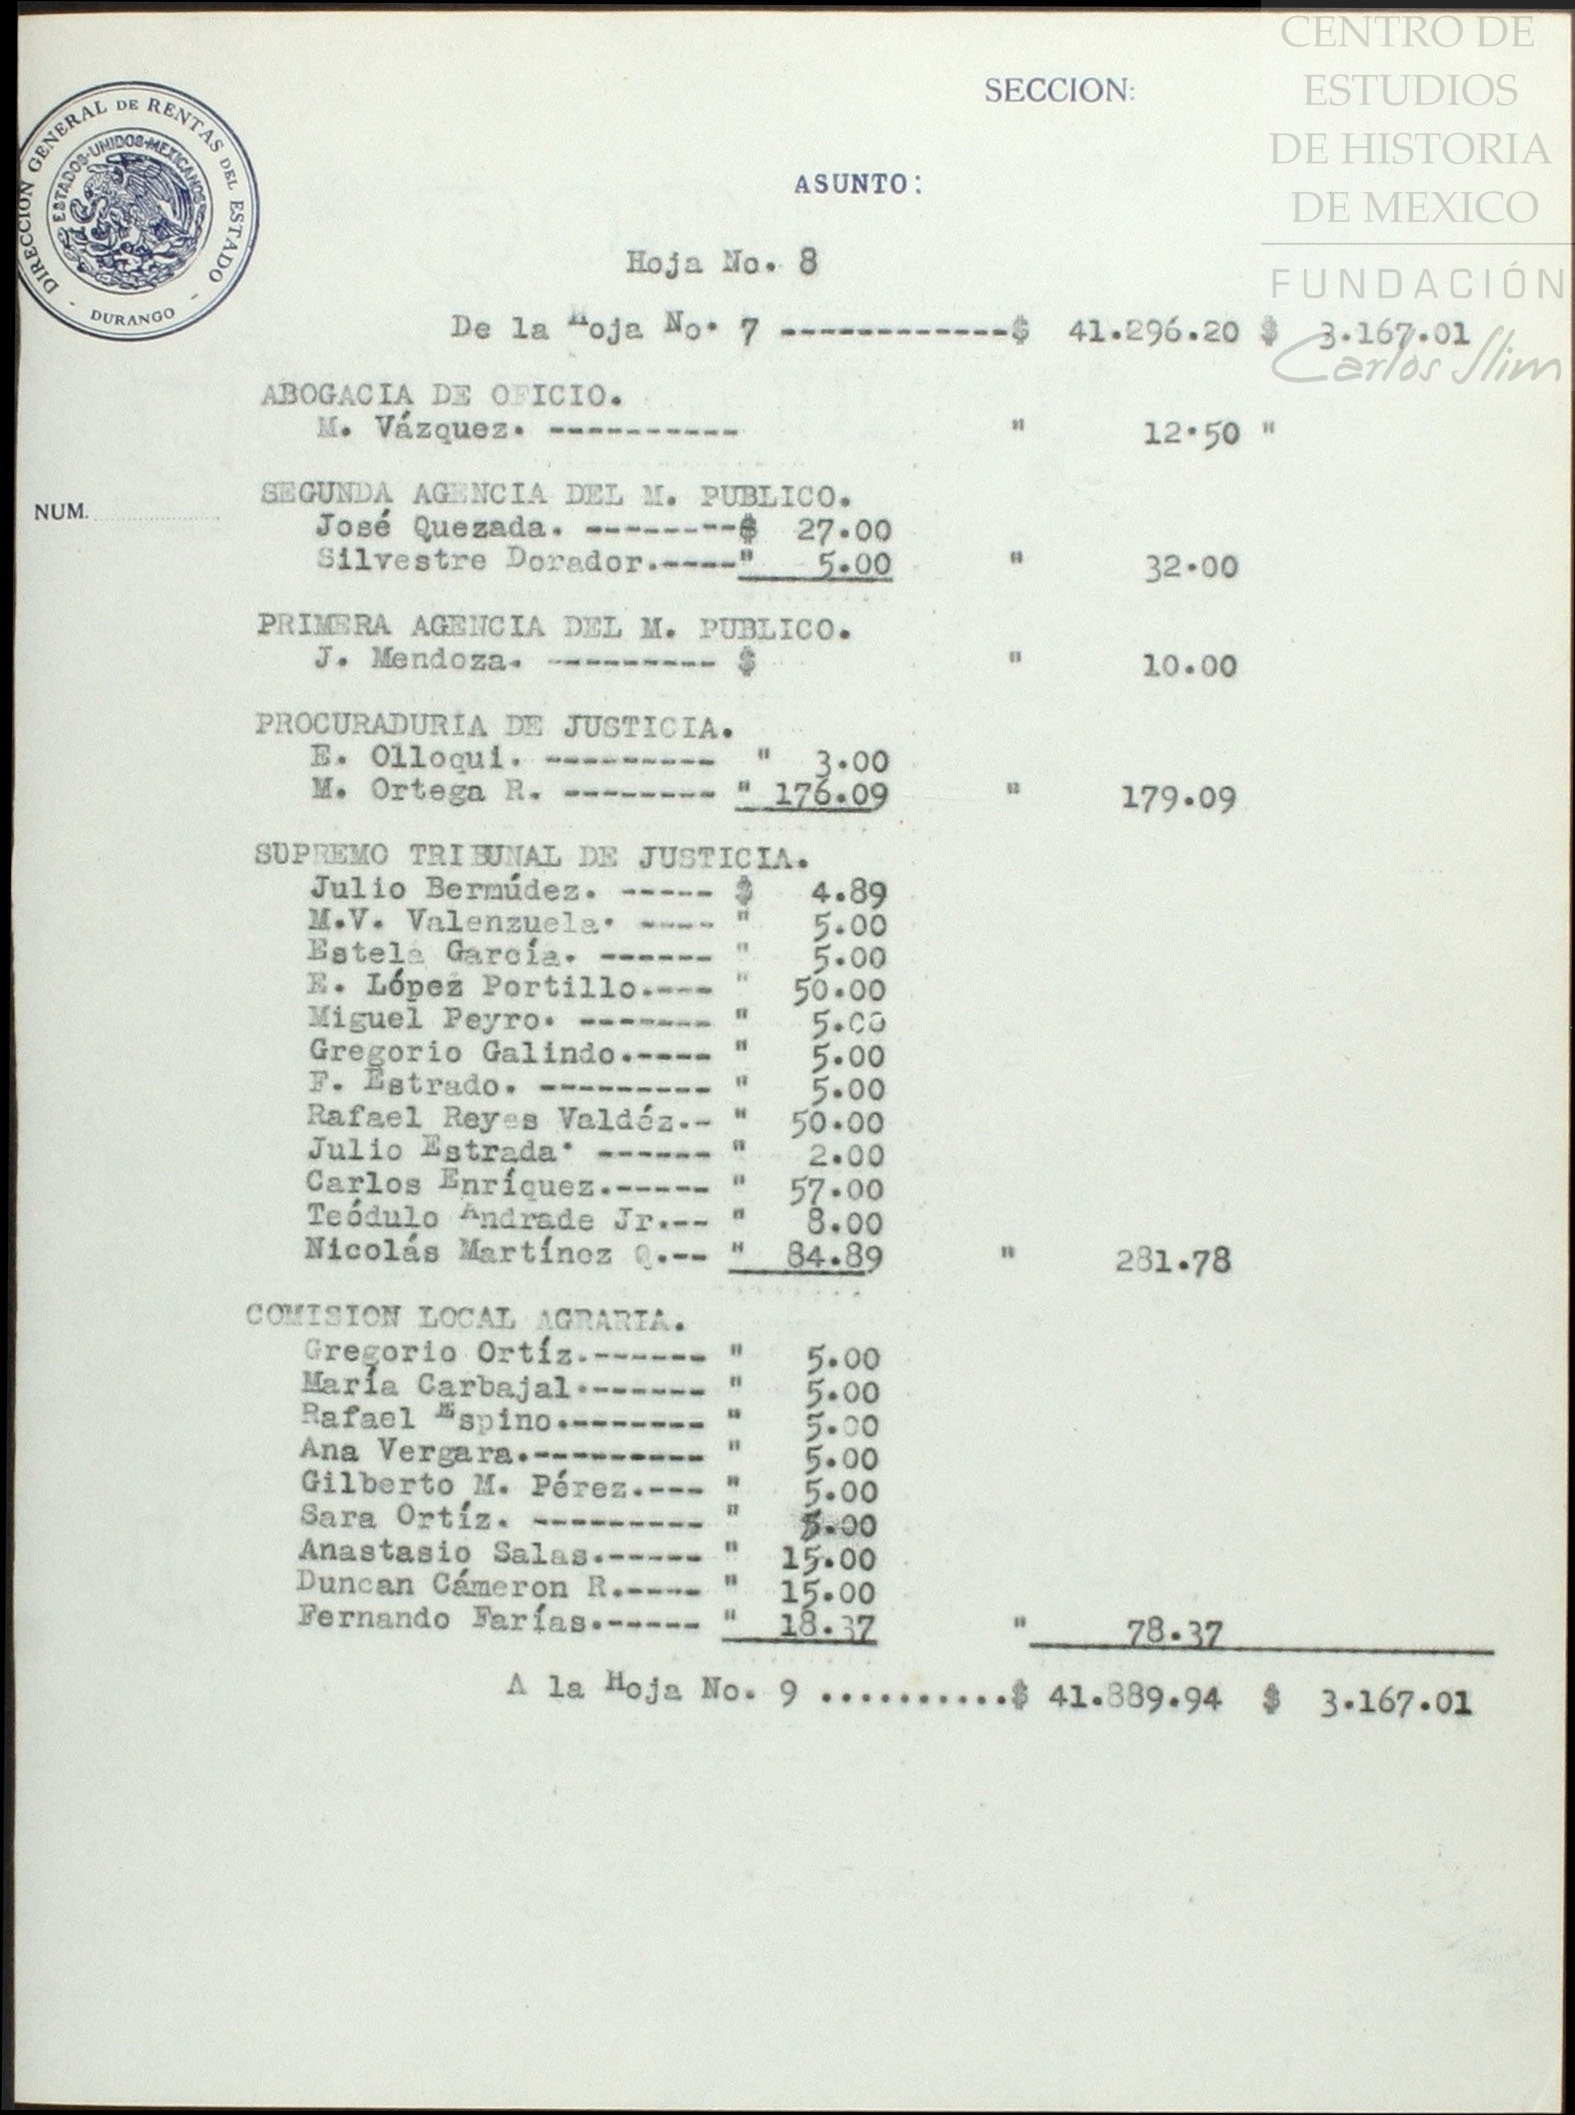 CENTRO DE
ESTUDIOS
DE HISTORIA
DE MEXICO
FUNDACIÓN
Carlos Slim
DIRECCION GENERAL DE RENTAS DEL ESTADO
- DURANGO -
ESTADOS·UNIDOS·MEXICANOS
SECCION:
ASUNTO:
NUM.
Hoja No. 8
De la Hoja No. 7 ------------$ 41.296.20 $ 3.167.01
ABOGACIA DE OFICIO.
M. Vázquez. ---------- " 12.50 "
SEGUNDA AGENCIA DEL M. PUBLICO.
José Quezada. --------$ 27.00
Silvestre Dorador.----" 5.00 " 32.00
PRIMERA AGENCIA DEL M. PUBLICO.
J. Mendoza. --------- $ " 10.00
PROCURADURIA DE JUSTICIA.
E. Olloqui. --------- " 3.00
M. Ortega R. -------- " 176.09 " 179.09
SUPREMO TRIBUNAL DE JUSTICIA.
Julio Bermúdez. ----- $ 4.89
M.V. Valenzuela. ---- " 5.00
Estela García. ------ " 5.00
E. López Portillo.--- " 50.00
Miguel Peyro. ------- " 5.00
Gregorio Galindo.---- " 5.00
F. Estrado. --------- " 5.00
Rafael Reyes Valdéz.- " 50.00
Julio Estrada. ------ " 2.00
Carlos Enríquez.----- " 57.00
Teódulo Andrade Jr.-- " 8.00
Nicolás Martínez Q.-- " 84.89 " 281.78
COMISION LOCAL AGRARIA.
Gregorio Ortíz.------ " 5.00
María Carbajal.------- " 5.00
Rafael Espino.------- " 5.00
Ana Vergara.--------- " 5.00
Gilberto M. Pérez.--- " 5.00
Sara Ortíz. --------- " 5.00
Anastasio Salas.----- " 15.00
Duncan Cámeron R.---- " 15.00
Fernando Farías.----- " 18.37 " 78.37
A la Hoja No. 9 ..........$ 41.889.94 $ 3.167.01